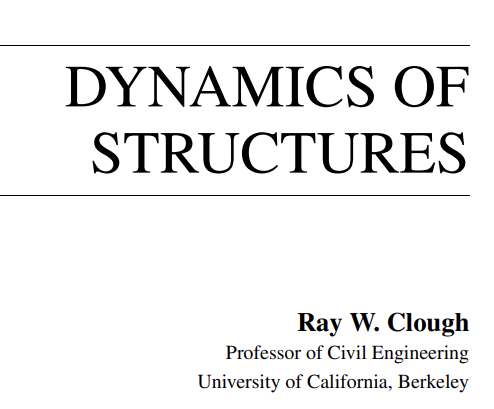 DYNAMICS OF
STRUCTURES
Ray W. Clough
Professor of Civil Engineering
University of California, Berkeley